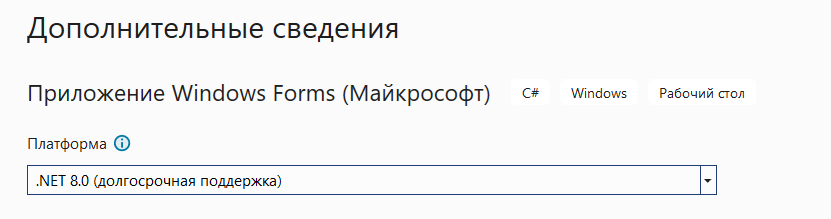 Дополнительные сведения
Приложение Windows Forms (Майкрософт) C# Windows Рабочий стол
Платформа
.NET 8.0 (долгосрочная поддержка)